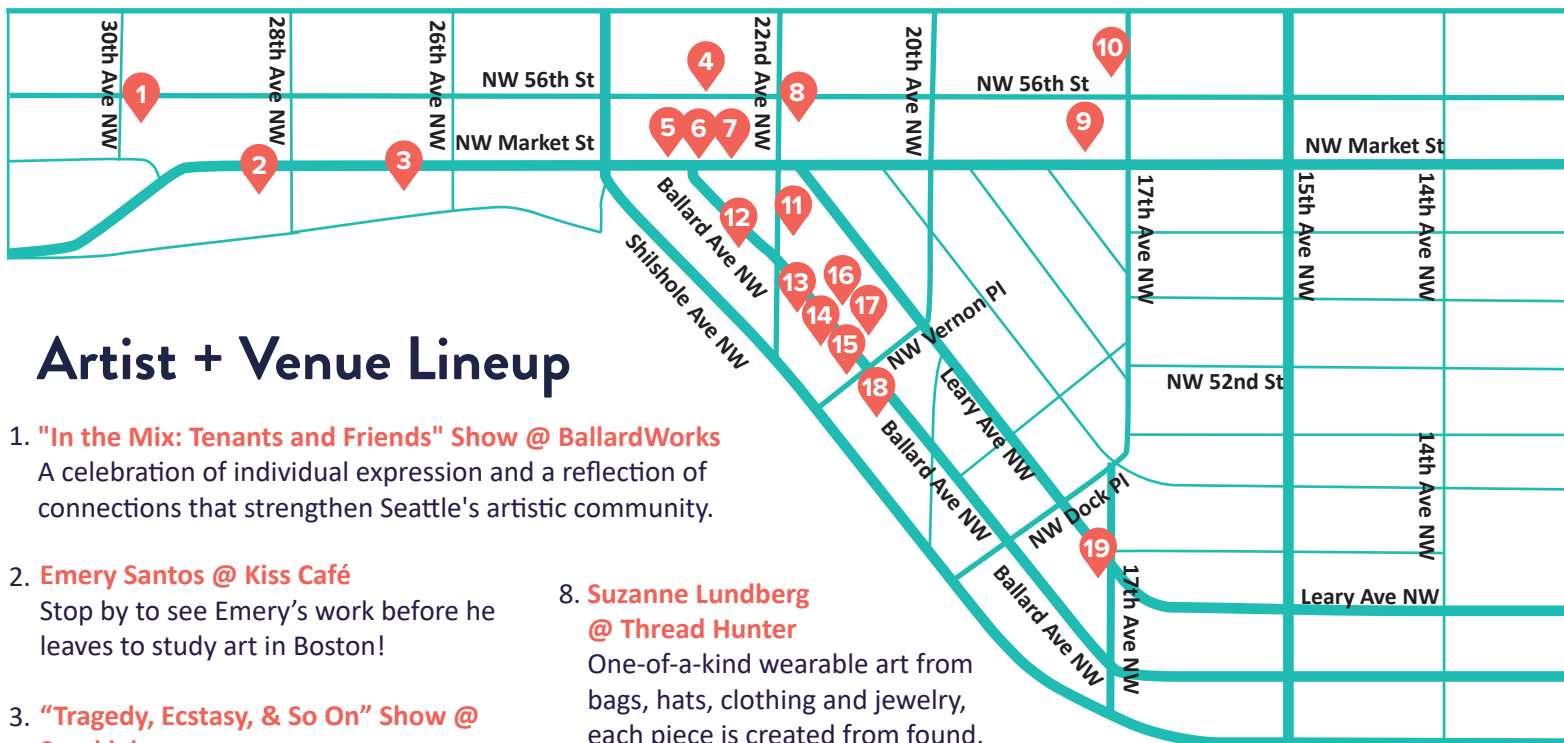 30th Ave NW
28th Ave NW
26th Ave NW
22nd Ave NW
20th Ave NW
NW 56th St
NW 56th St
NW Market St
NW Market St
1
2
3
4
5
6
7
8
9
10
11
12
13
14
15
16
17
18
19
Ballard Ave NW
Shilshole Ave NW
NW Vernon Pl
Leary Ave NW
Ballard Ave NW
NW Dock Pl
Ballard Ave NW
17th Ave NW
17th Ave NW
15th Ave NW
14th Ave NW
14th Ave NW
NW 52nd St
Leary Ave NW
Artist + Venue Lineup
1. "In the Mix: Tenants and Friends" Show @ BallardWorks
A celebration of individual expression and a reflection of
connections that strengthen Seattle's artistic community.
2. Emery Santos @ Kiss Café
Stop by to see Emery’s work before he
leaves to study art in Boston!
3. “Tragedy, Ecstasy, & So On” Show @
8. Suzanne Lundberg
@ Thread Hunter
One-of-a-kind wearable art from
bags, hats, clothing and jewelry,
each piece is created from found,